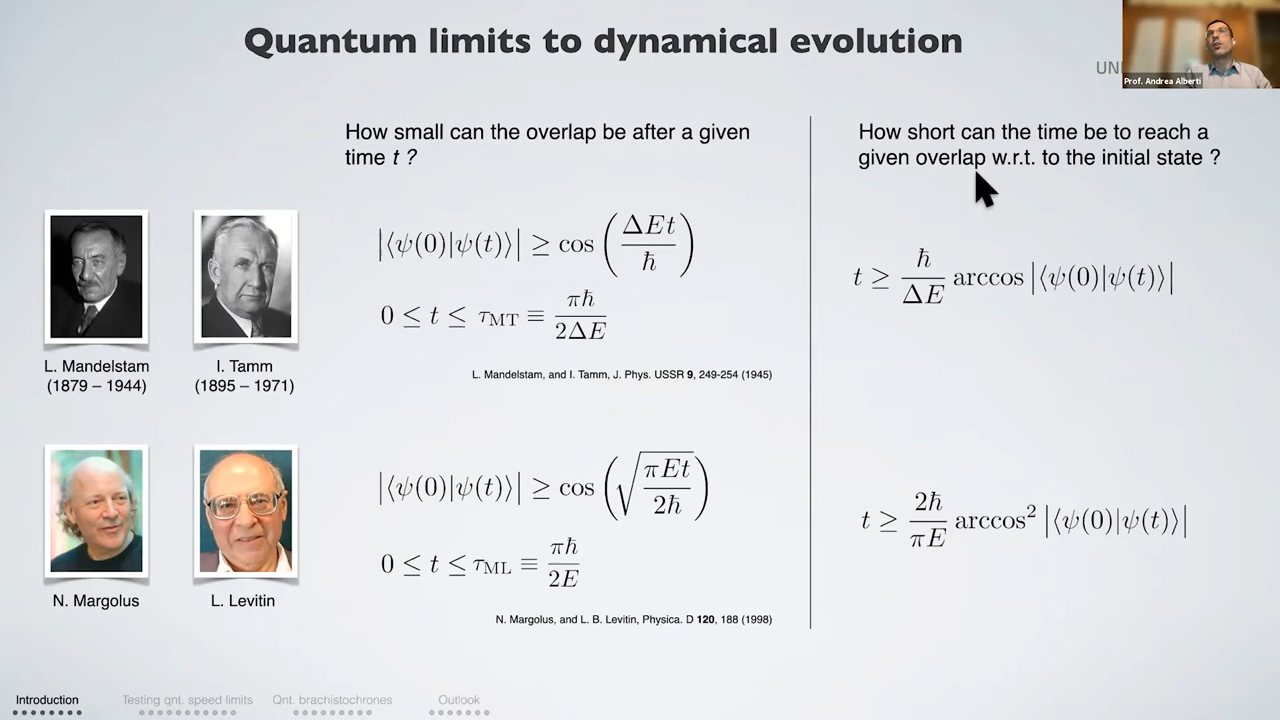 Quantum limits to dynamical evolution
UNI
Prof. Andrea Alberti
How small can the overlap be after a given
time t ?
How short can the time be to reach a
given overlap w.r.t. to the initial state ?
|⟨ψ(0)|ψ(t)⟩| ≥ cos (ΔEt/ħ)
0 ≤ t ≤ τ_MT ≡ πħ/2ΔE
t ≥ ħ/ΔE arccos |⟨ψ(0)|ψ(t)⟩|
L. Mandelstam
(1879 – 1944)
I. Tamm
(1895 – 1971)
L. Mandelstam, and I. Tamm, J. Phys. USSR 9, 249-254 (1945)
|⟨ψ(0)|ψ(t)⟩| ≥ cos (√(πEt/2ħ))
0 ≤ t ≤ τ_ML ≡ πħ/2E
t ≥ 2ħ/πE arccos² |⟨ψ(0)|ψ(t)⟩|
N. Margolus
L. Levitin
N. Margolus, and L. B. Levitin, Physica. D 120, 188 (1998)
Introduction
Testing qnt. speed limits
Qnt. brachistochrones
Outlook